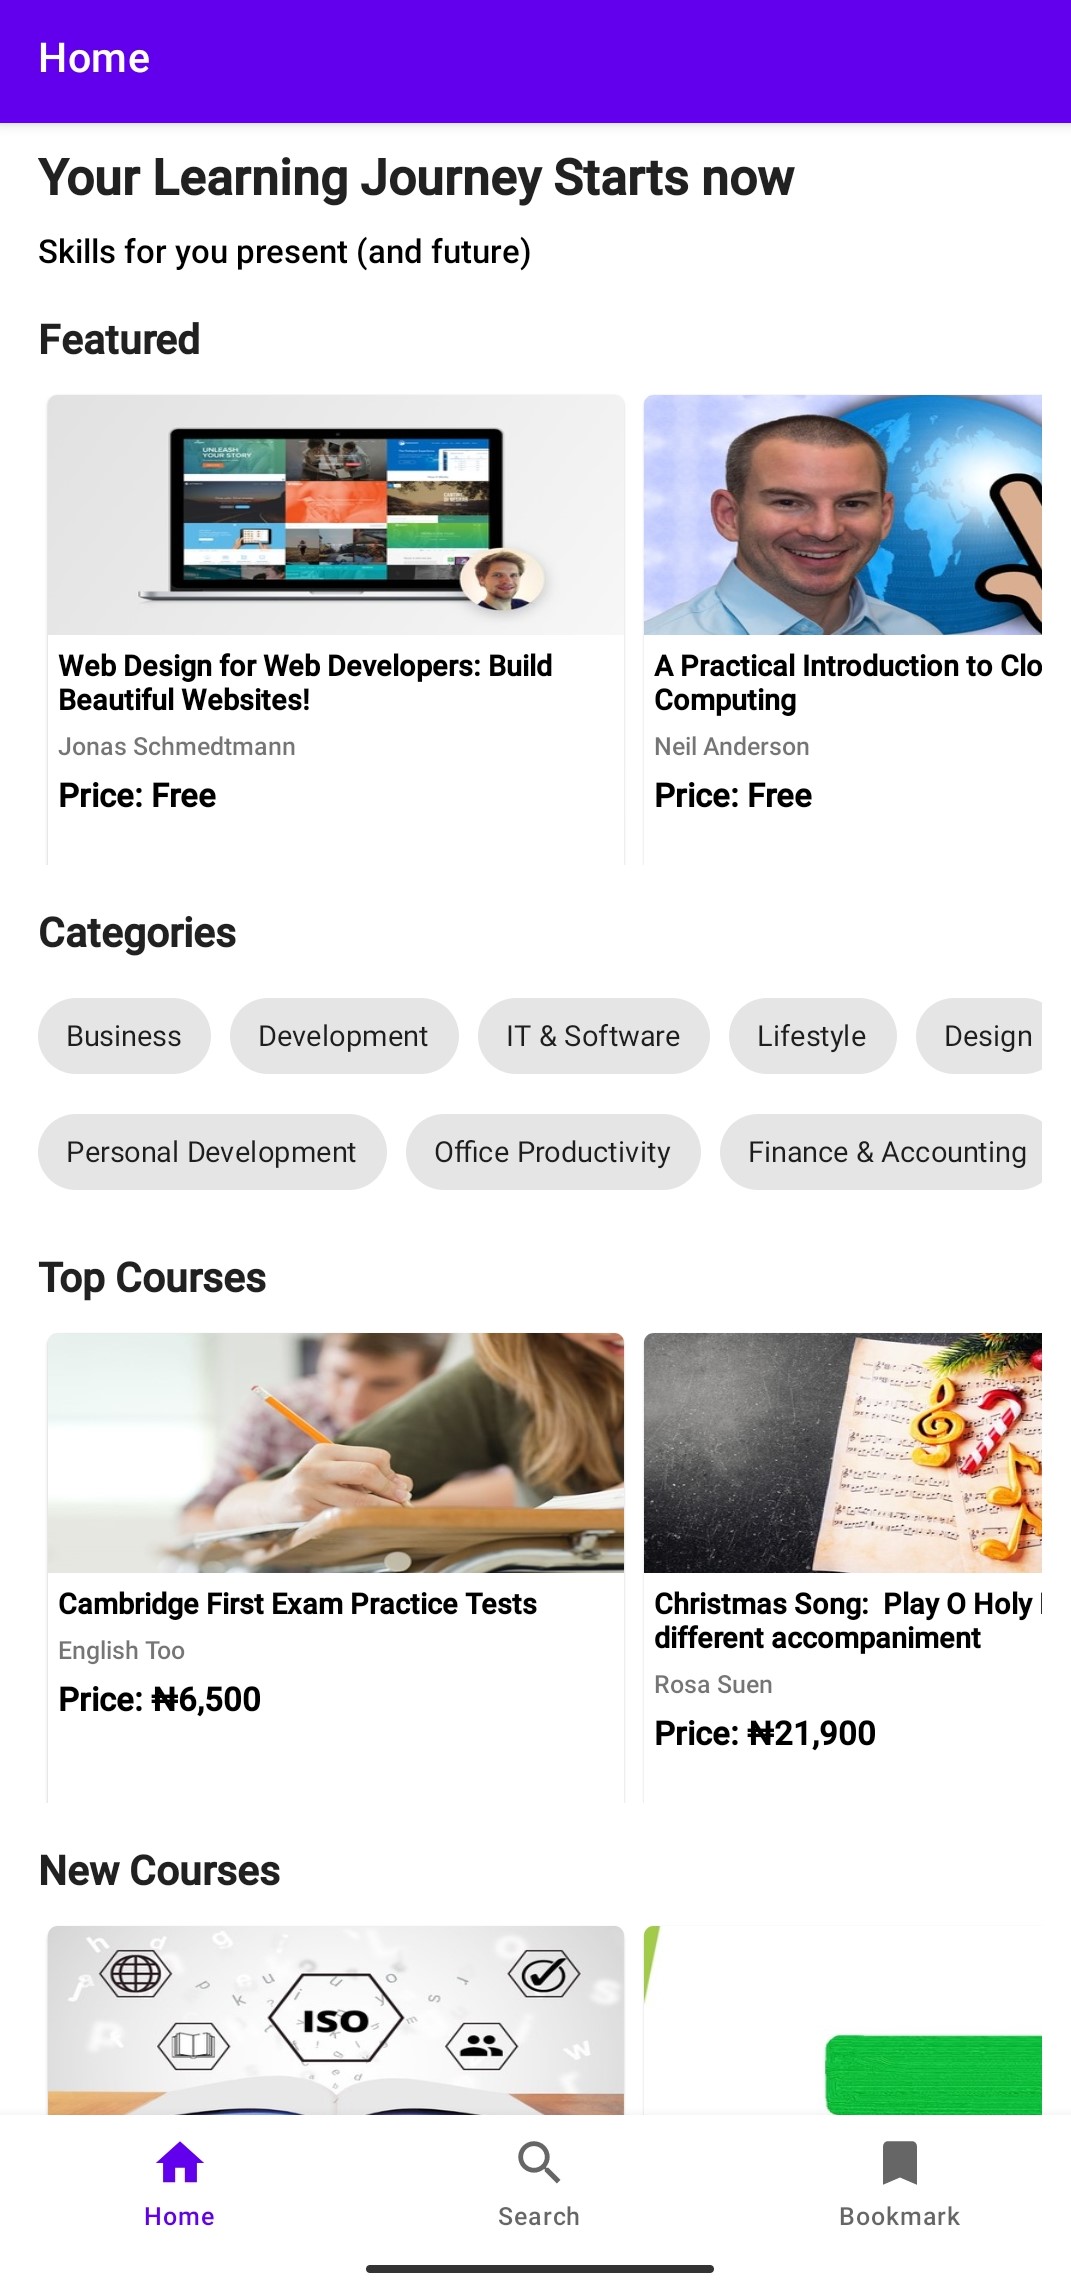 Home
Your Learning Journey Starts now
Skills for you present (and future)
Featured
UNLEASH
YOUR STORY
Web Design for Web Developers: Build
Beautiful Websites!
Jonas Schmedtmann
Price: Free
A Practical Introduction to Clo
Computing
Neil Anderson
Price: Free
Categories
Business
Development
IT & Software
Lifestyle
Design
Personal Development
Office Productivity
Finance & Accounting
Top Courses
Cambridge First Exam Practice Tests
English Too
Price: ₦6,500
Christmas Song:  Play O Holy
different accompaniment
Rosa Suen
Price: ₦21,900
New Courses
ISO
Home
Search
Bookmark